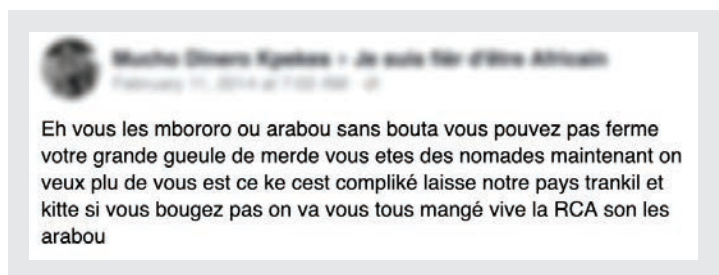 Eh vous les mbororo ou arabou sans bouta vous pouvez pas ferme
votre grande gueule de merde vous etes des nomades maintenant on
veux plu de vous est ce ke cest compliké laisse notre pays trankil et
kitte si vous bougez pas on va vous tous mangé vive la RCA son les
arabou